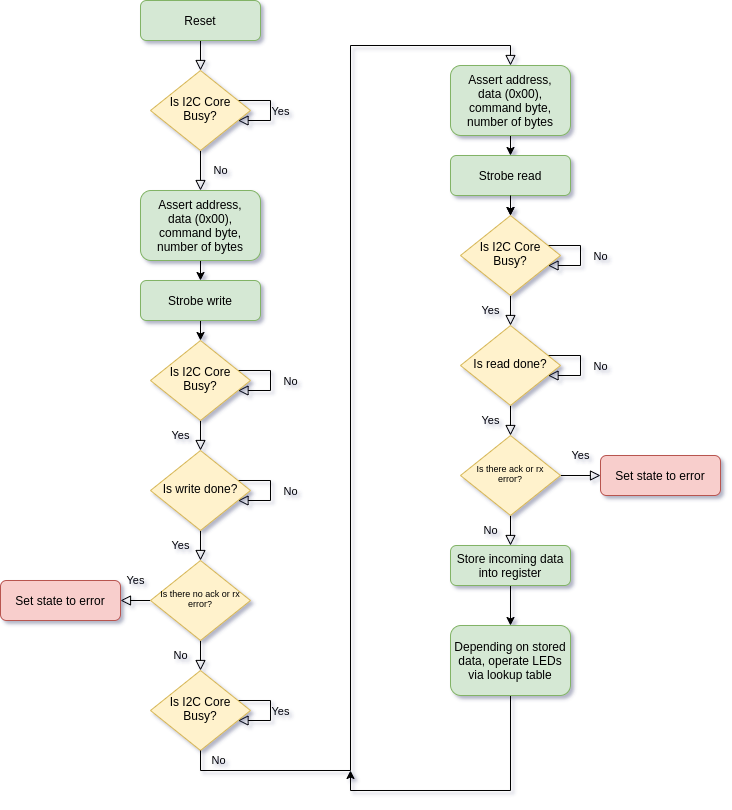 Reset
Is I2C Core
Busy?
Yes
No
Assert address,
data (0x00),
command byte,
number of bytes
Strobe write
Is I2C Core
Busy?
No
Yes
Is write done?
No
Yes
Is there no ack or rx
error?
Yes
Set state to error
No
Is I2C Core
Busy?
Yes
No
Assert address,
data (0x00),
command byte,
number of bytes
Strobe read
Is I2C Core
Busy?
No
Yes
Is read done?
No
Yes
Is there ack or rx
error?
Yes
Set state to error
No
Store incoming data
into register
Depending on stored
data, operate LEDs
via lookup table